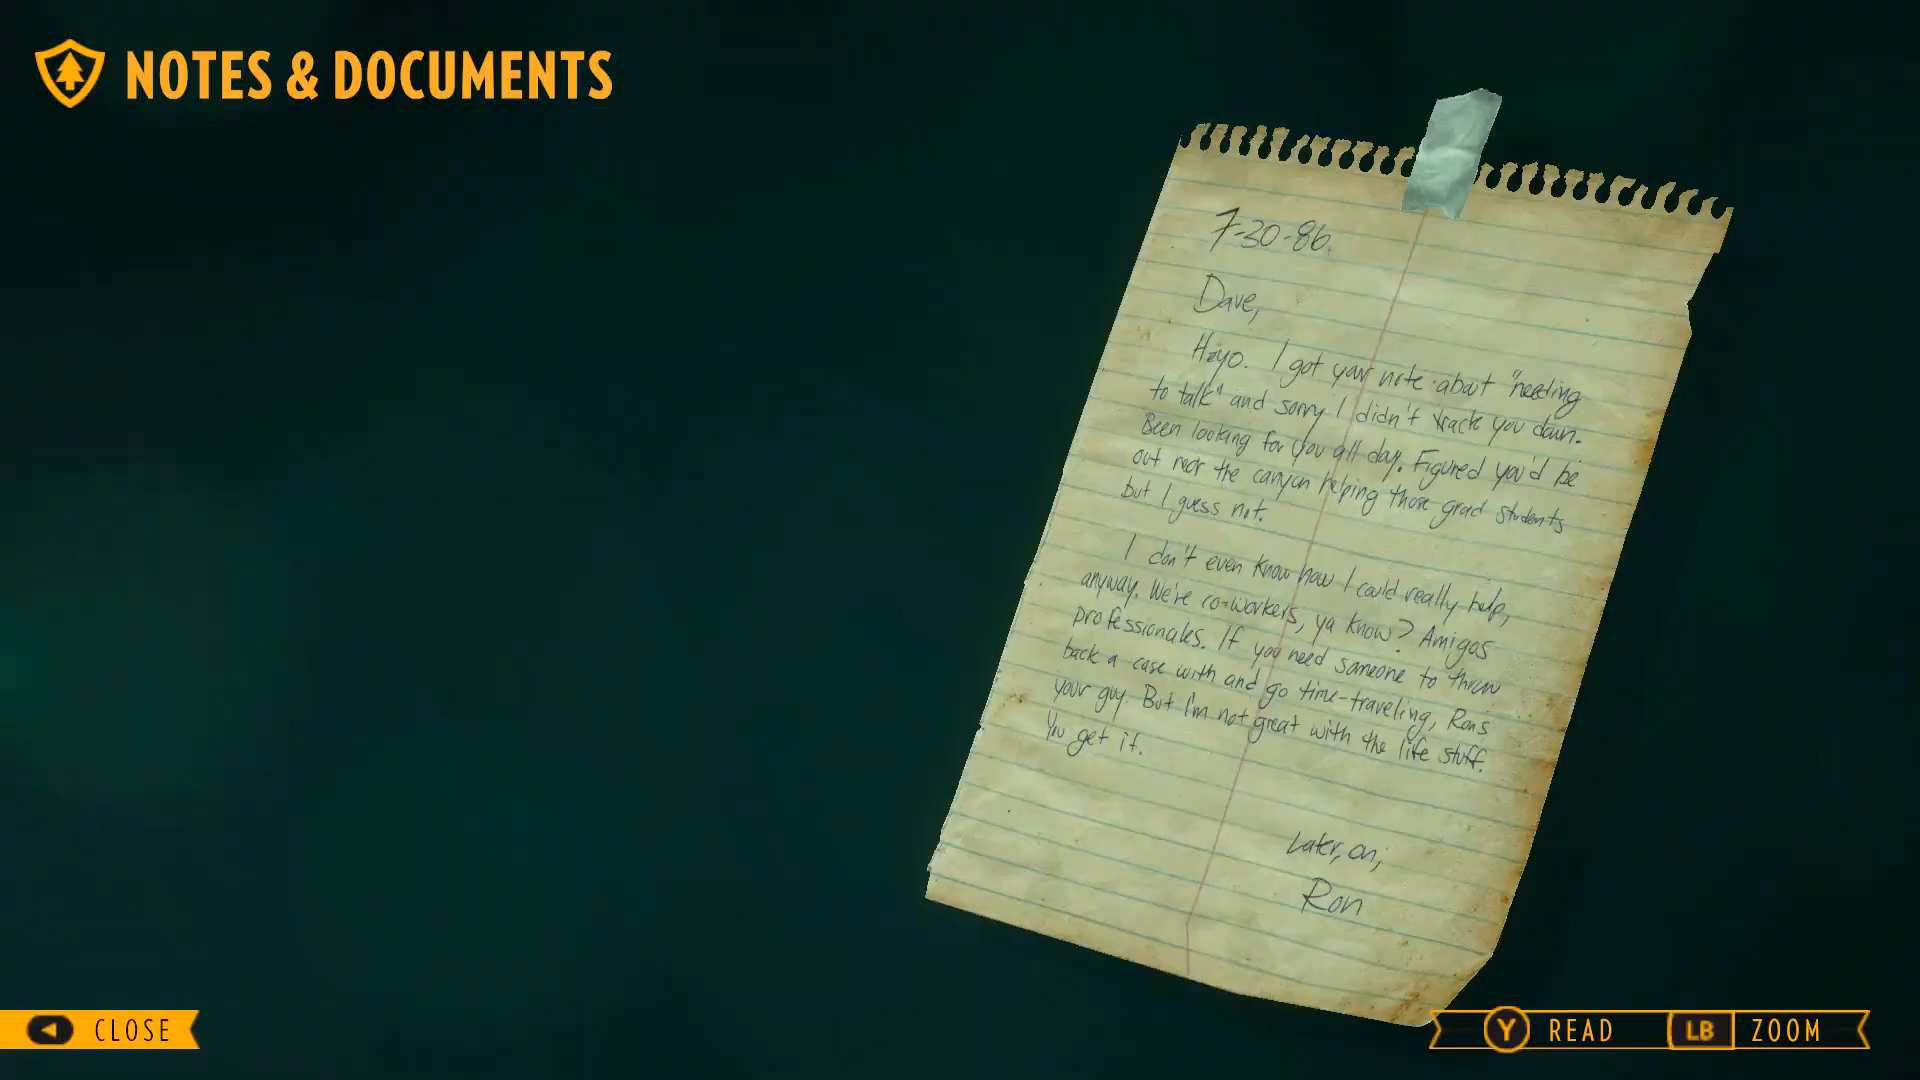 NOTES & DOCUMENTS
7-30-86
Dave,
Heyo. I got your note about "needing
to talk" and sorry I didn't track you down.
Been looking for you all day. Figured you'd be
out near the canyon helping those grad students
but I guess not.
I don't even know how I could really help,
anyway. We're co-workers, ya know? Amigos
professionales. If you need someone to throw
back a case with and go time-traveling, Ron's
your guy. But I'm not great with the life stuff.
You get it.
Later, on,
Ron
CLOSE
Y READ LB ZOOM